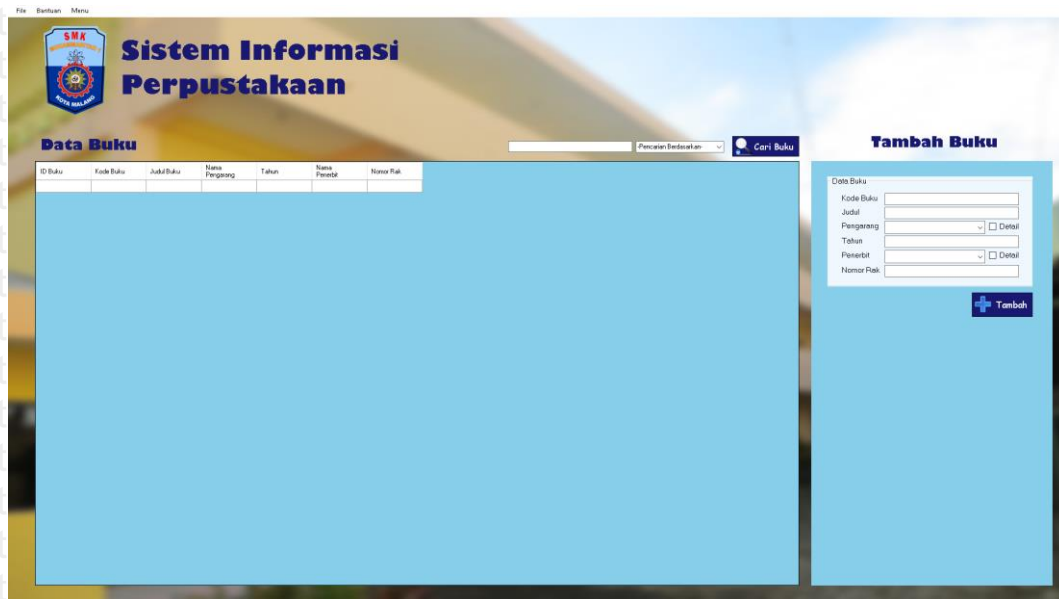 File Bantuan Menu
SMK
KOTA MALANG
Sistem Informasi
Perpustakaan
Data Buku
-Pencarian Berdasarkan-
Cari Buku
Tambah Buku
ID Buku Kode Buku Judul Buku Nama Pengarang Tahun Nama Penerbit Nomor Rak
Data Buku
Kode Buku
Judul
Pengarang Detail
Tahun
Penerbit Detail
Nomor Rak
Tambah